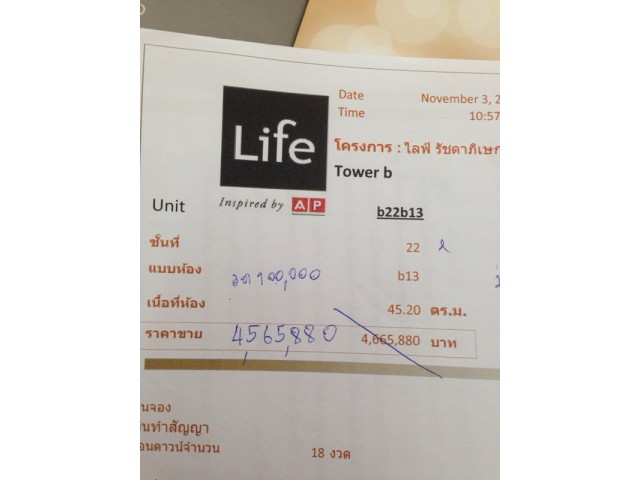 Date November 3, 2
Time 10:57
Life
โครงการ : ไลฟ์ รัชดาภิเษก
Tower b
Inspired by AP
Unit b22b13
ชั้นที่ 22
แบบห้อง ลด 100,000 b13
เนื้อที่ห้อง 45.20 ตร.ม.
ราคาขาย 4,565,880 4,665,880 บาท
นจอง
นทำสัญญา
อนดาวน์จำนวน 18 งวด